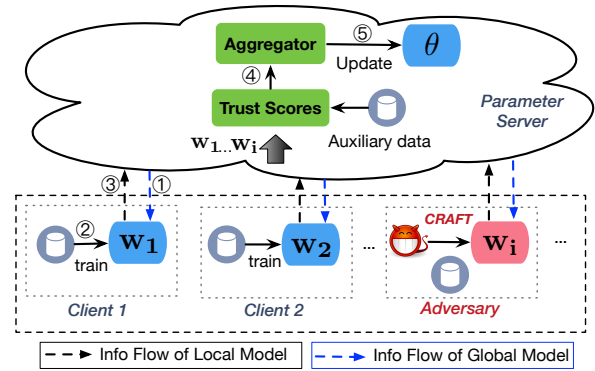 Aggregator
⑤
Update
θ
④
Trust Scores
Auxiliary data
Parameter
Server
w₁...wᵢ
③
①
②
train
w₁
Client 1
train
w₂
Client 2
...
CRAFT
wᵢ
Adversary
...
Info Flow of Local Model
Info Flow of Global Model